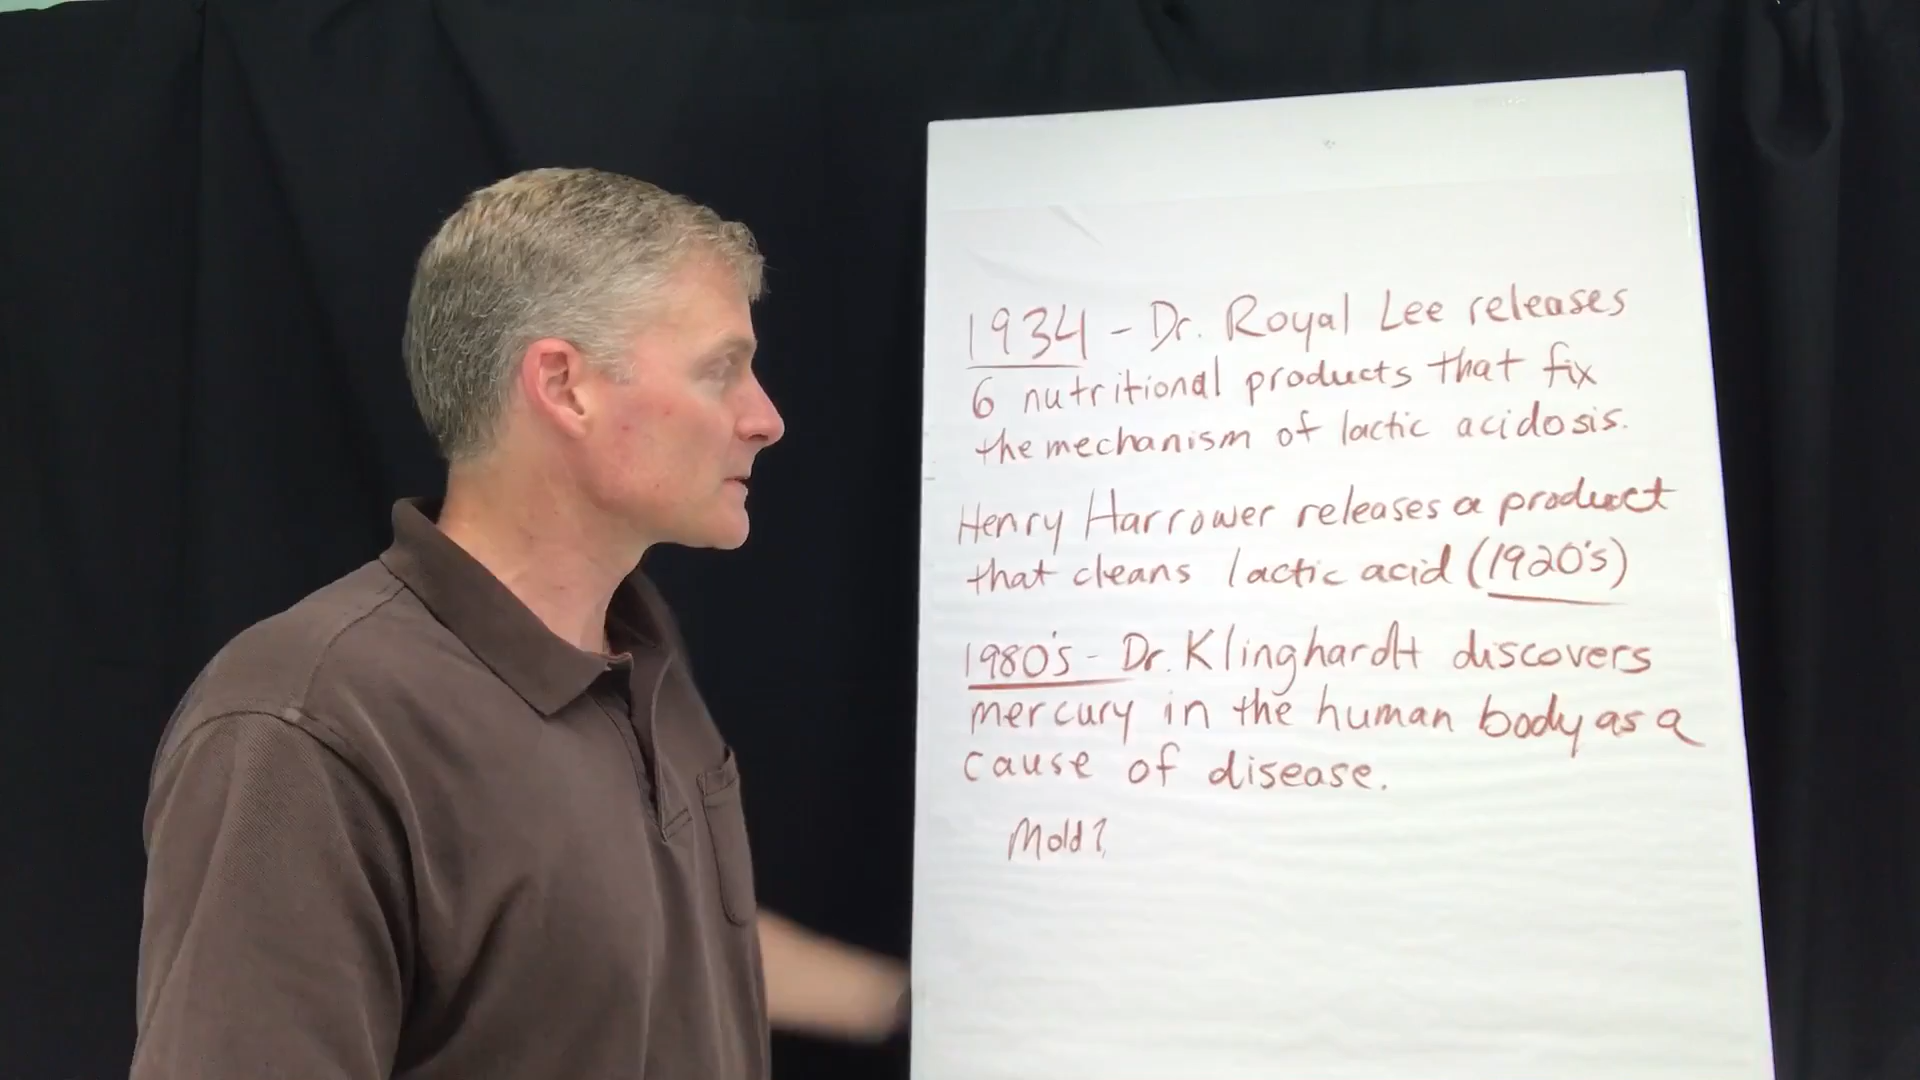 1934 - Dr. Royal Lee releases
6 nutritional products that fix
the mechanism of lactic acidosis.
Henry Harrower releases a product
that cleans lactic acid (1920's)
1980's - Dr. Klinghardt discovers
mercury in the human body as a
cause of disease.
Mold?